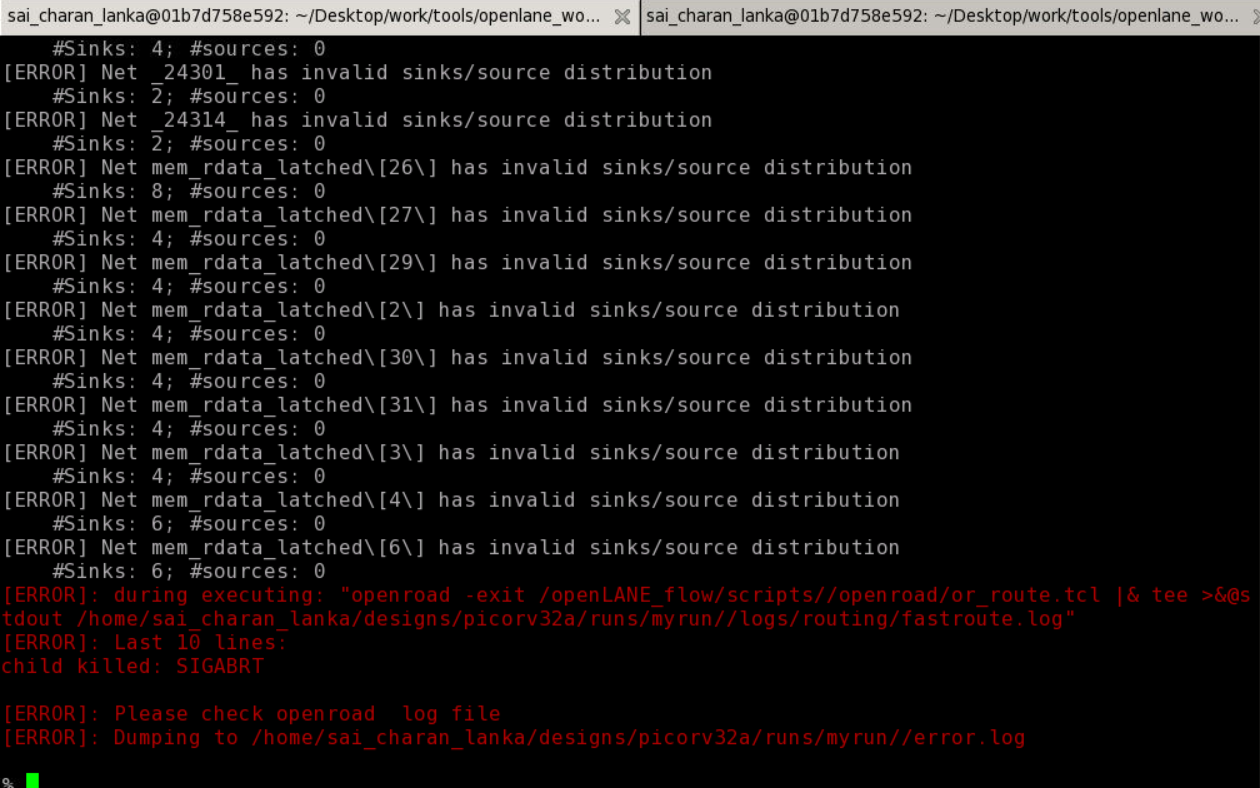 sai_charan_lanka@01b7d758e592: ~/Desktop/work/tools/openlane_wo... sai_charan_lanka@01b7d758e592: ~/Desktop/work/tools/openlane_wo...
    #Sinks: 4; #sources: 0
[ERROR] Net _24301_ has invalid sinks/source distribution
    #Sinks: 2; #sources: 0
[ERROR] Net _24314_ has invalid sinks/source distribution
    #Sinks: 2; #sources: 0
[ERROR] Net mem_rdata_latched\[26\] has invalid sinks/source distribution
    #Sinks: 8; #sources: 0
[ERROR] Net mem_rdata_latched\[27\] has invalid sinks/source distribution
    #Sinks: 4; #sources: 0
[ERROR] Net mem_rdata_latched\[29\] has invalid sinks/source distribution
    #Sinks: 4; #sources: 0
[ERROR] Net mem_rdata_latched\[2\] has invalid sinks/source distribution
    #Sinks: 4; #sources: 0
[ERROR] Net mem_rdata_latched\[30\] has invalid sinks/source distribution
    #Sinks: 4; #sources: 0
[ERROR] Net mem_rdata_latched\[31\] has invalid sinks/source distribution
    #Sinks: 4; #sources: 0
[ERROR] Net mem_rdata_latched\[3\] has invalid sinks/source distribution
    #Sinks: 4; #sources: 0
[ERROR] Net mem_rdata_latched\[4\] has invalid sinks/source distribution
    #Sinks: 6; #sources: 0
[ERROR] Net mem_rdata_latched\[6\] has invalid sinks/source distribution
    #Sinks: 6; #sources: 0
[ERROR]: during executing: "openroad -exit /openLANE_flow/scripts//openroad/or_route.tcl |& tee >&@s
tdout /home/sai_charan_lanka/designs/picorv32a/runs/myrun//logs/routing/fastroute.log"
[ERROR]: Last 10 lines:
child killed: SIGABRT
[ERROR]: Please check openroad  log file
[ERROR]: Dumping to /home/sai_charan_lanka/designs/picorv32a/runs/myrun//error.log
%